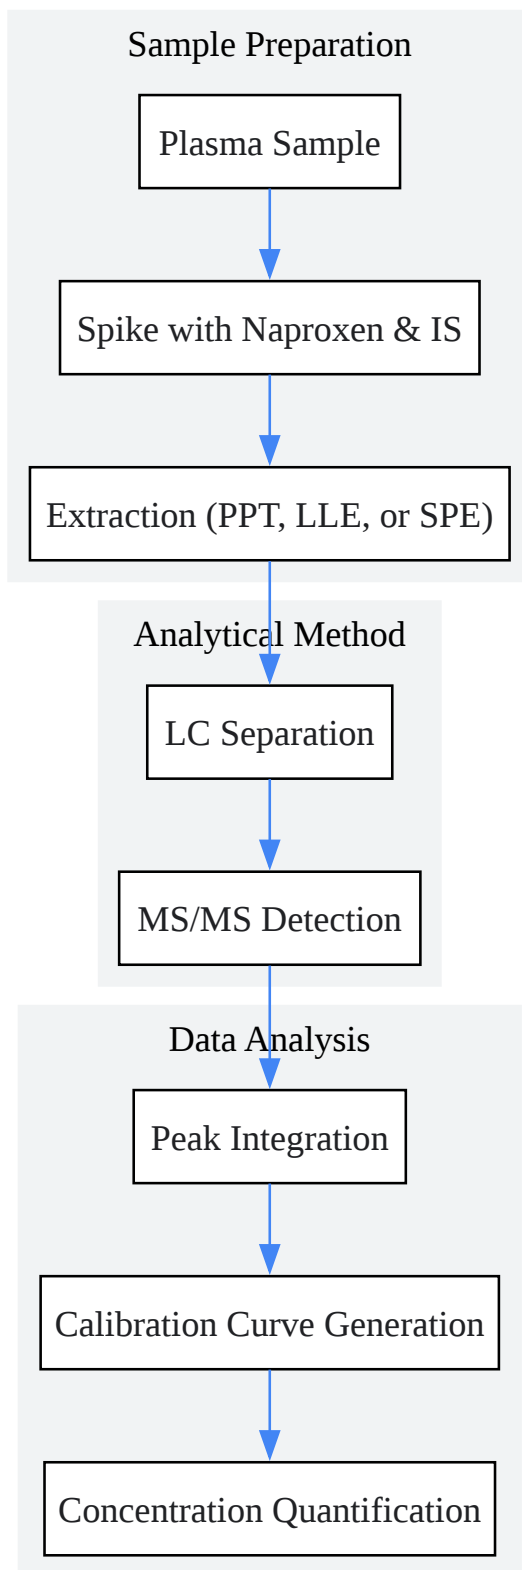 Sample Preparation
Plasma Sample
Spike with Naproxen & IS
Extraction (PPT, LLE, or SPE)
Analytical Method
LC Separation
MS/MS Detection
Data Analysis
Peak Integration
Calibration Curve Generation
Concentration Quantification